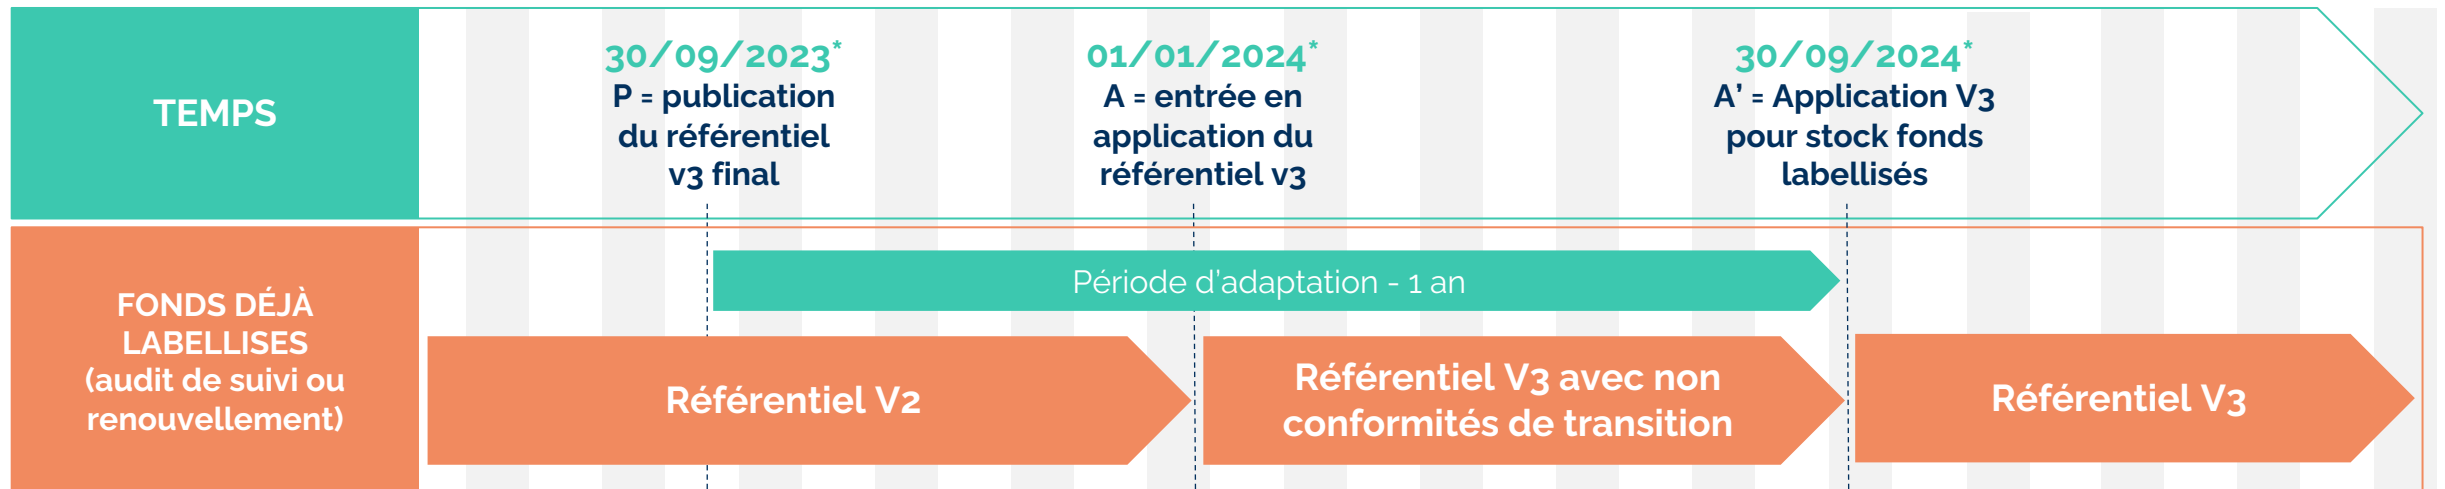 TEMPS
30/09/2023*
P = publication
du référentiel
v3 final
01/01/2024*
A = entrée en
application du
référentiel v3
30/09/2024*
A’ = Application V3
pour stock fonds
labellisés
FONDS DÉJÀ
LABELLISES
(audit de suivi ou
renouvellement)
Période d’adaptation - 1 an
Référentiel V2
Référentiel V3 avec non
conformités de transition
Référentiel V3